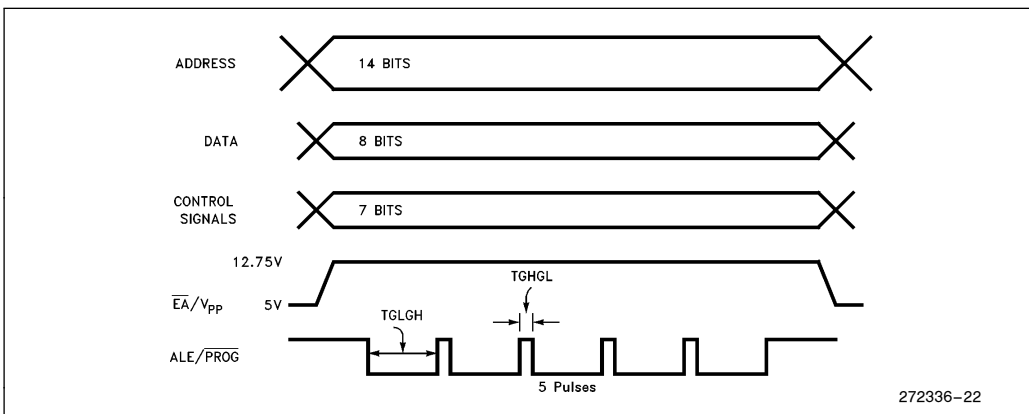 ADDRESS
14 BITS
DATA
8 BITS
CONTROL
SIGNALS
7 BITS
12.75V
TGHGL
EA/VPP
5V
TGLGH
ALE/PROG
5 Pulses
272336-22